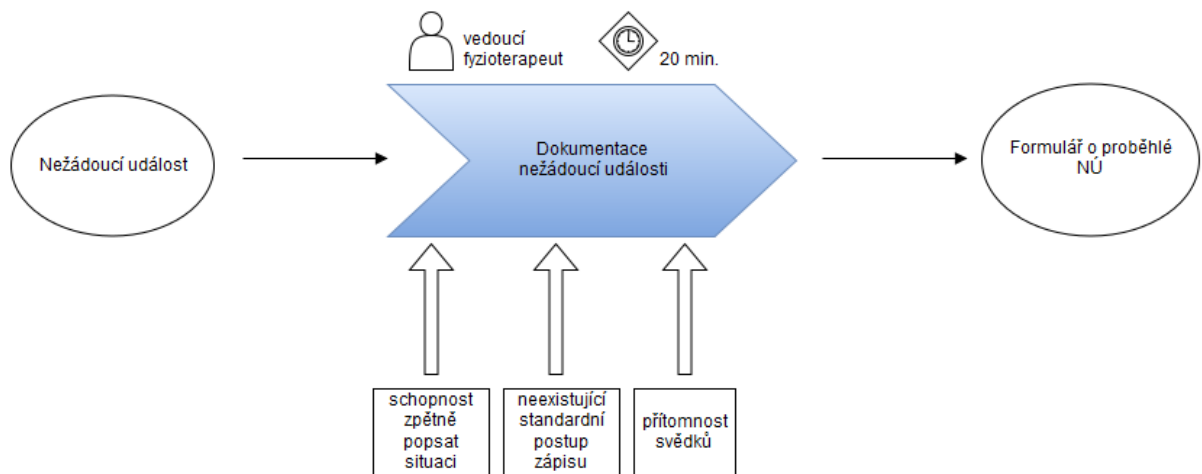 vedoucí
fyzioterapeut
20 min.
Nežádoucí událost
Dokumentace
nežádoucí události
Formulář o proběhlé
NÚ
schopnost
zpětně
popsat
situaci
neexistující
standardní
postup
zápisu
přítomnost
svědků